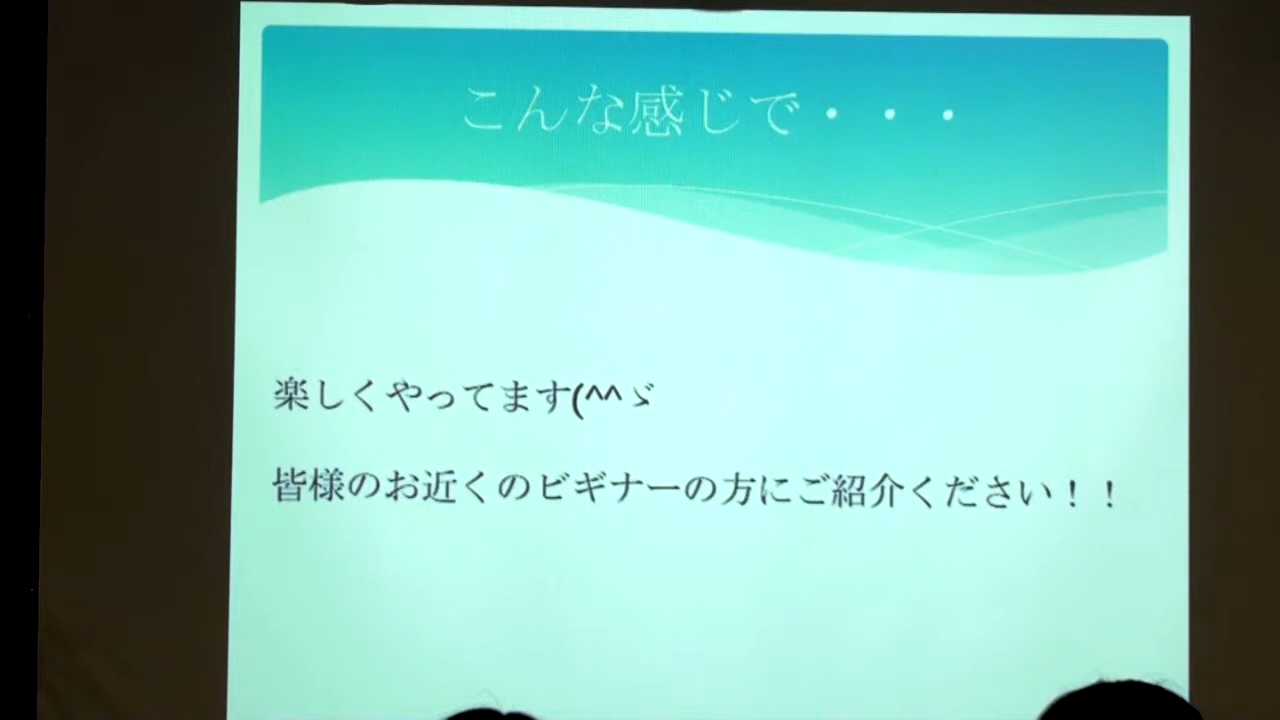 こんな感じで・・・
楽しくやってます(^^ゞ
皆様のお近くのビギナーの方にご紹介ください！！